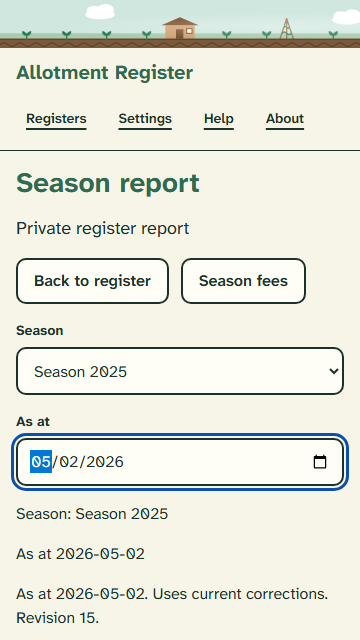 Allotment Register
Registers Settings Help About
Season report
Private register report
Back to register Season fees
Season
Season 2025
As at
05/02/2026
Season: Season 2025
As at 2026-05-02
As at 2026-05-02. Uses current corrections.
Revision 15.